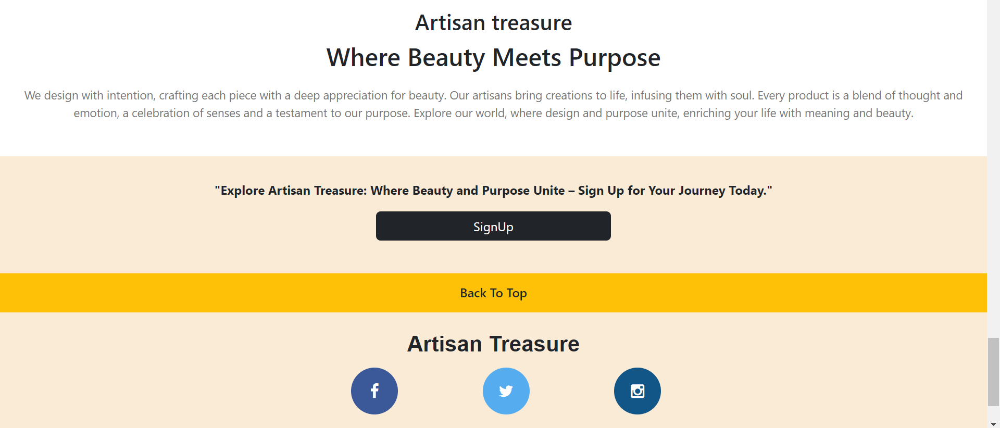 Artisan treasure
Where Beauty Meets Purpose
We design with intention, crafting each piece with a deep appreciation for beauty. Our artisans bring creations to life, infusing them with soul. Every product is a blend of thought and
emotion, a celebration of senses and a testament to our purpose. Explore our world, where design and purpose unite, enriching your life with meaning and beauty.
"Explore Artisan Treasure: Where Beauty and Purpose Unite – Sign Up for Your Journey Today."
SignUp
Back To Top
Artisan Treasure